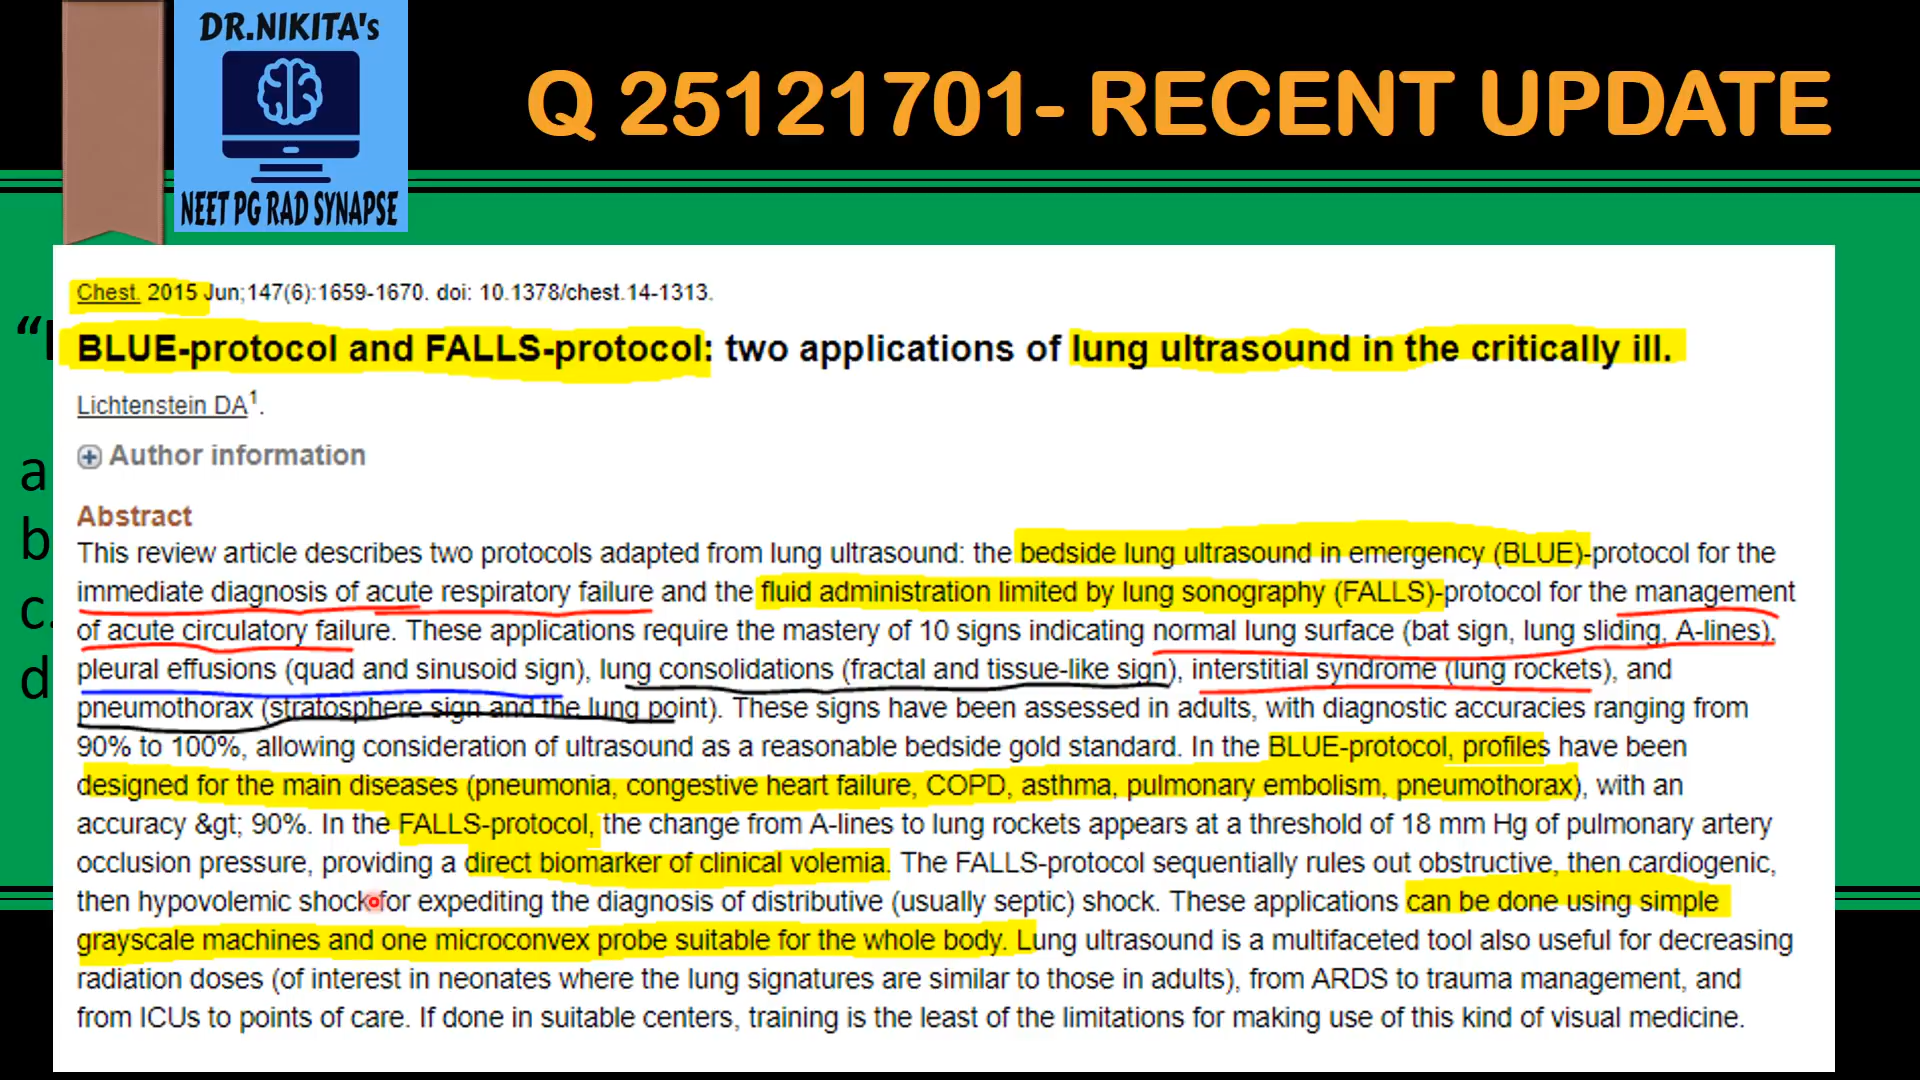 DR.NIKITA's
NEET PG RAD SYNAPSE
Q 25121701- RECENT UPDATE
“
a
b
c.
d
Chest. 2015 Jun;147(6):1659-1670. doi: 10.1378/chest.14-1313.
BLUE-protocol and FALLS-protocol: two applications of lung ultrasound in the critically ill.
Lichtenstein DA1.
Author information
Abstract
This review article describes two protocols adapted from lung ultrasound: the bedside lung ultrasound in emergency (BLUE)-protocol for the
immediate diagnosis of acute respiratory failure and the fluid administration limited by lung sonography (FALLS)-protocol for the management
of acute circulatory failure. These applications require the mastery of 10 signs indicating normal lung surface (bat sign, lung sliding, A-lines),
pleural effusions (quad and sinusoid sign), lung consolidations (fractal and tissue-like sign), interstitial syndrome (lung rockets), and
pneumothorax (stratosphere sign and the lung point). These signs have been assessed in adults, with diagnostic accuracies ranging from
90% to 100%, allowing consideration of ultrasound as a reasonable bedside gold standard. In the BLUE-protocol, profiles have been
designed for the main diseases (pneumonia, congestive heart failure, COPD, asthma, pulmonary embolism, pneumothorax), with an
accuracy &gt; 90%. In the FALLS-protocol, the change from A-lines to lung rockets appears at a threshold of 18 mm Hg of pulmonary artery
occlusion pressure, providing a direct biomarker of clinical volemia. The FALLS-protocol sequentially rules out obstructive, then cardiogenic,
then hypovolemic shock for expediting the diagnosis of distributive (usually septic) shock. These applications can be done using simple
grayscale machines and one microconvex probe suitable for the whole body. Lung ultrasound is a multifaceted tool also useful for decreasing
radiation doses (of interest in neonates where the lung signatures are similar to those in adults), from ARDS to trauma management, and
from ICUs to points of care. If done in suitable centers, training is the least of the limitations for making use of this kind of visual medicine.